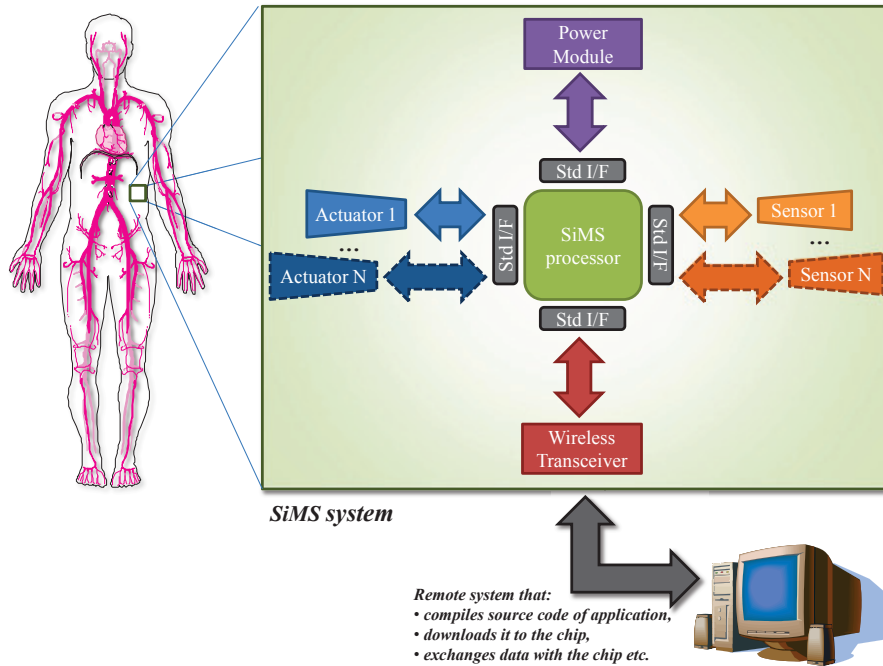 Power
Module
Std I/F
Actuator 1
...
Actuator N
Std I/F
SiMS
processor
Std I/F
Sensor 1
...
Sensor N
Std I/F
Wireless
Transceiver
SiMS system
Remote system that:
• compiles source code of application,
• downloads it to the chip,
• exchanges data with the chip etc.